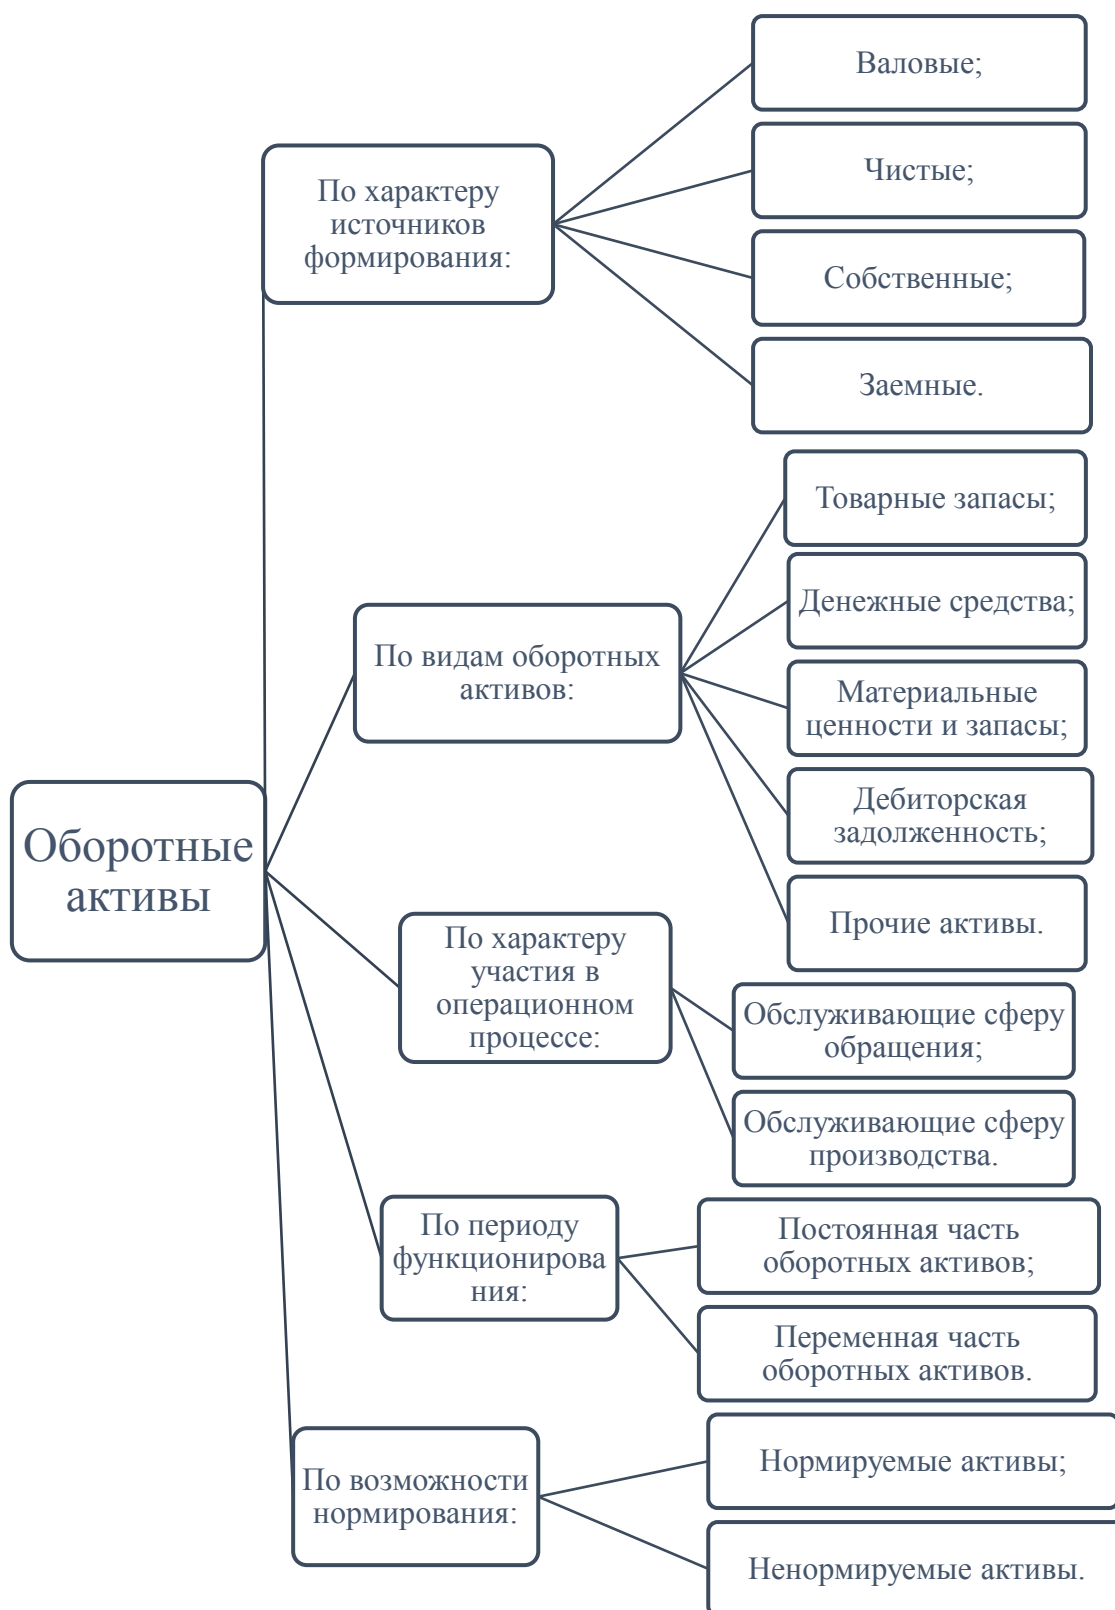 Оборотные
активы
По характеру
источников
формирования:
Валовые;
Чистые;
Собственные;
Заемные.
По видам оборотных
активов:
Товарные запасы;
Денежные средства;
Материальные
ценности и запасы;
Дебиторская
задолженность;
Прочие активы.
По характеру
участия в
операционном
процессе:
Обслуживающие сферу
обращения;
Обслуживающие сферу
производства.
По периоду
функционирова
ния:
Постоянная часть
оборотных активов;
Переменная часть
оборотных активов.
По возможности
нормирования:
Нормируемые активы;
Ненормируемые активы.